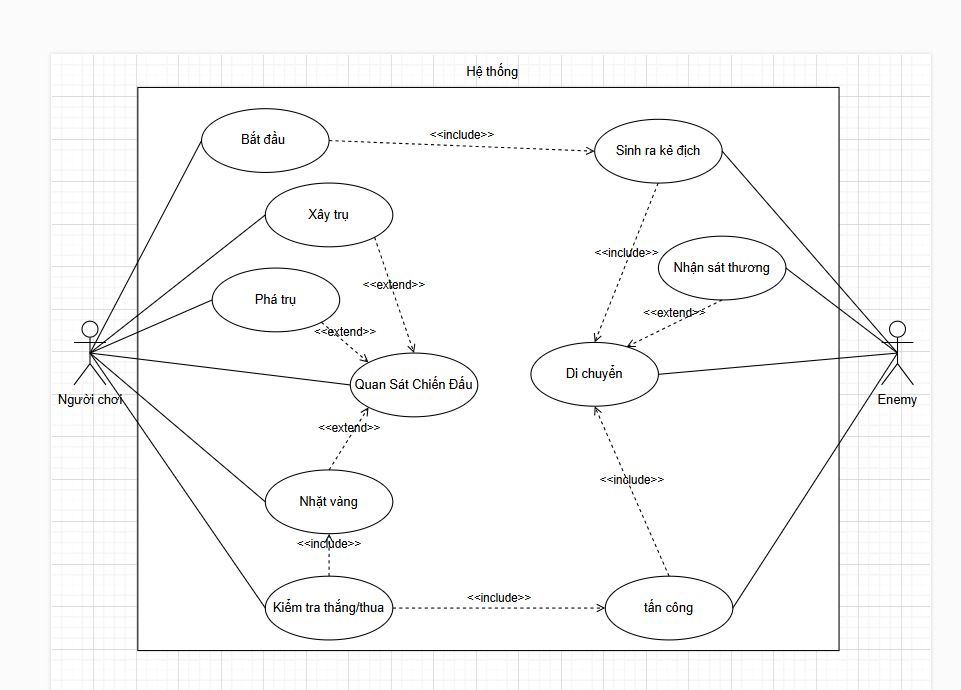 Hệ thống
Bắt đầu
<<include>>
Sinh ra kẻ địch
Xây trụ
<<include>>
Nhận sát thương
<<extend>>
Phá trụ
<<extend>>
<<extend>>
Quan Sát Chiến Đấu
Di chuyển
Người chơi
Enemy
<<extend>>
<<include>>
Nhặt vàng
<<include>>
<<include>>
Kiểm tra thắng/thua
tấn công